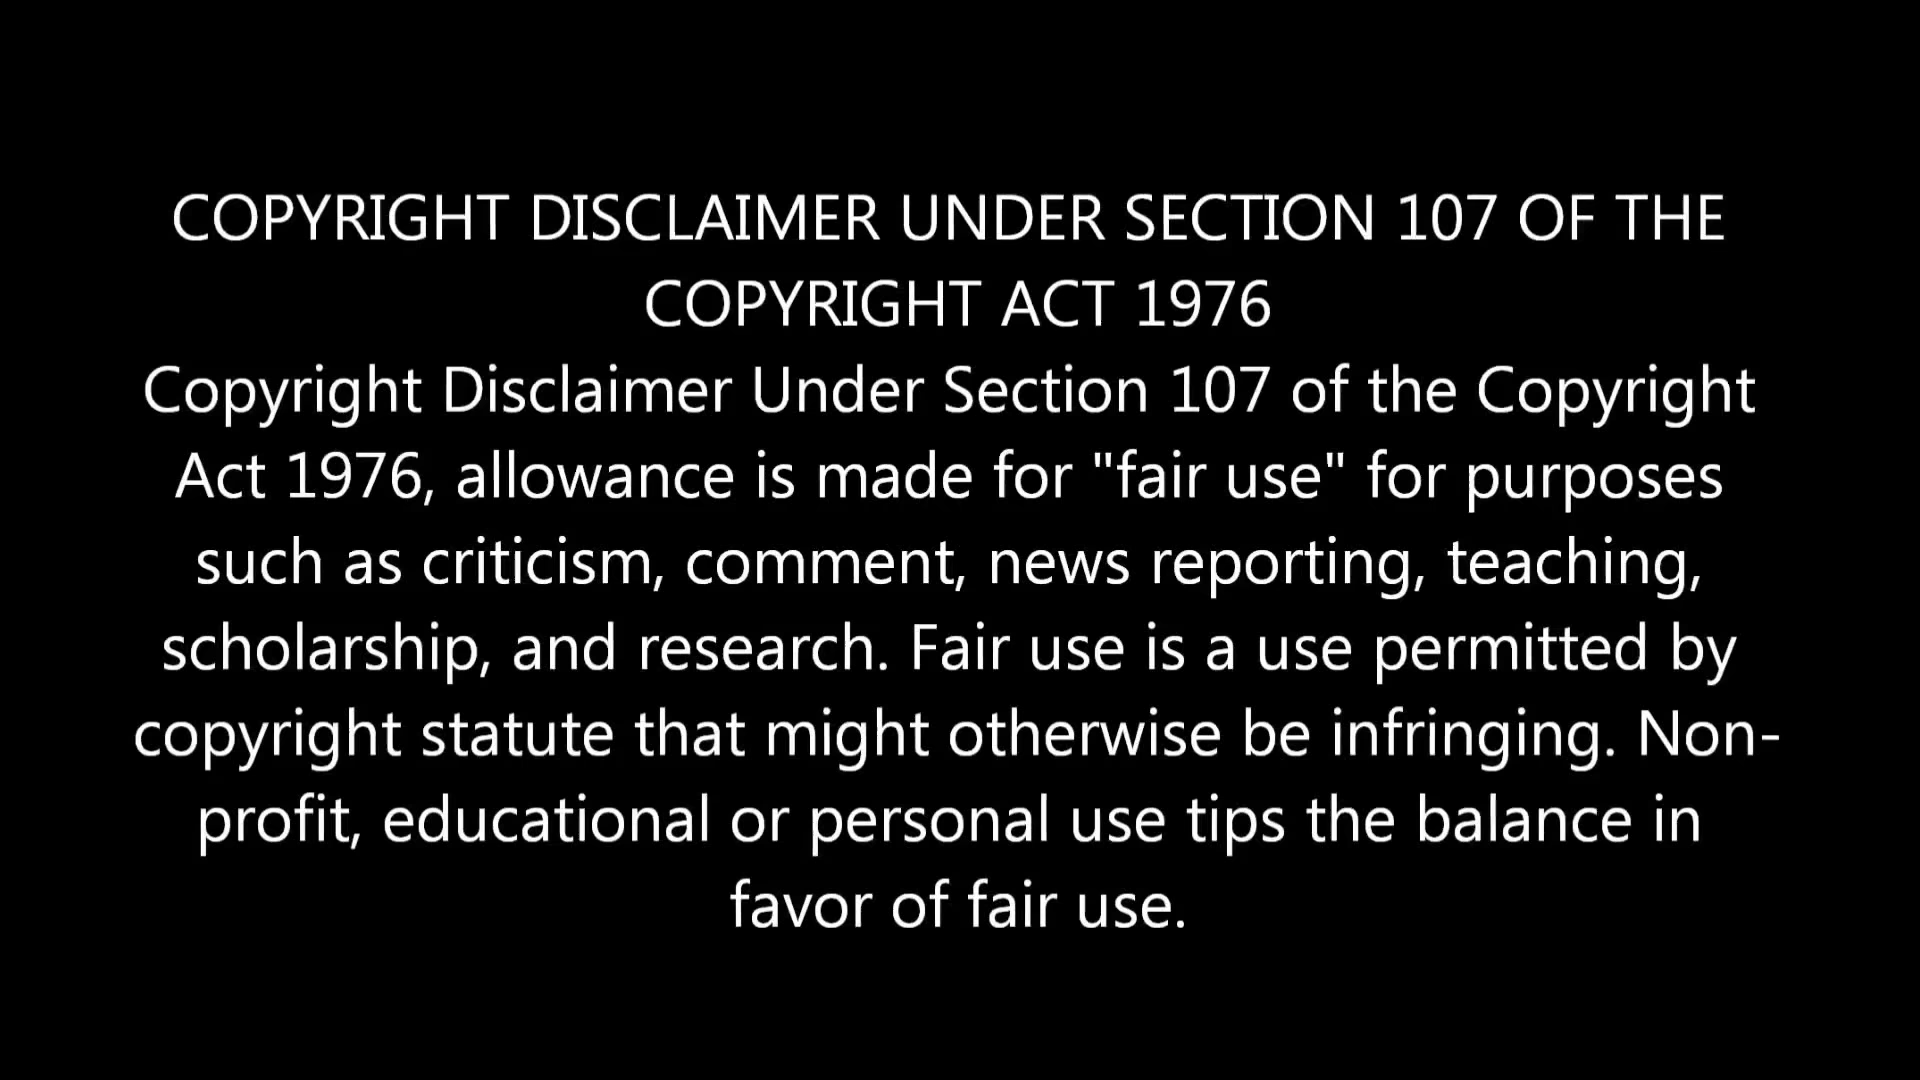 COPYRIGHT DISCLAIMER UNDER SECTION 107 OF THE
COPYRIGHT ACT 1976
Copyright Disclaimer Under Section 107 of the Copyright
Act 1976, allowance is made for "fair use" for purposes
such as criticism, comment, news reporting, teaching,
scholarship, and research. Fair use is a use permitted by
copyright statute that might otherwise be infringing. Non-
profit, educational or personal use tips the balance in
favor of fair use.